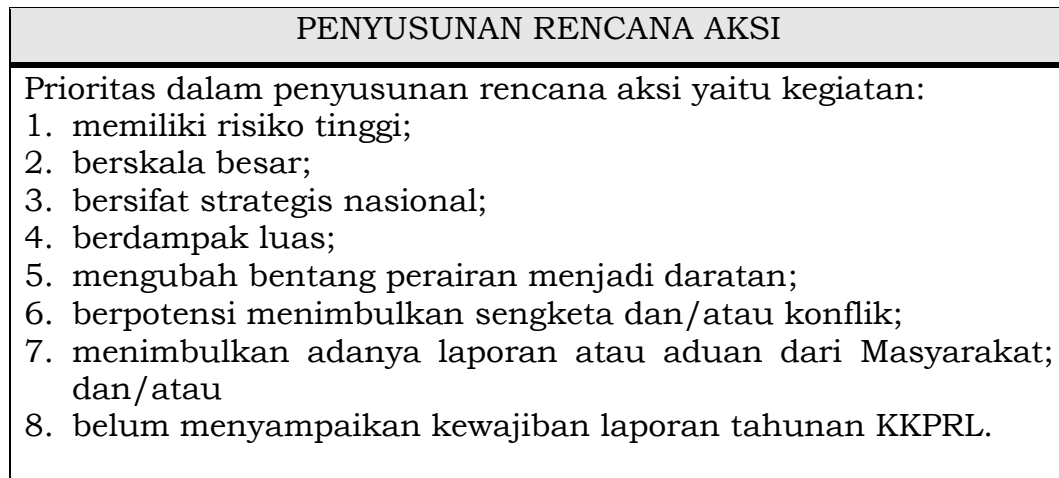 PENYUSUNAN RENCANA AKSI
Prioritas dalam penyusunan rencana aksi yaitu kegiatan:
1. memiliki risiko tinggi;
2. berskala besar;
3. bersifat strategis nasional;
4. berdampak luas;
5. mengubah bentang perairan menjadi daratan;
6. berpotensi menimbulkan sengketa dan/atau konflik;
7. menimbulkan adanya laporan atau aduan dari Masyarakat;
dan/atau
8. belum menyampaikan kewajiban laporan tahunan KKPRL.